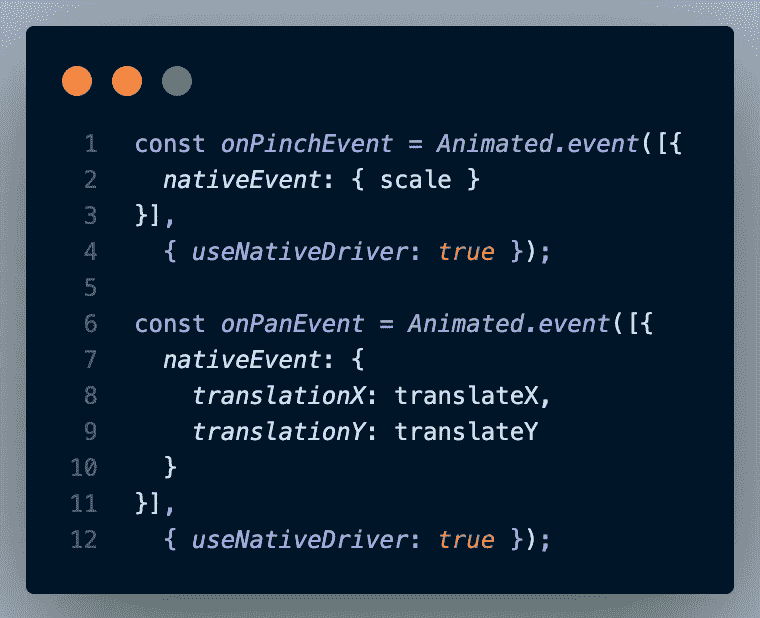 1 const onPinchEvent = Animated.event([{
2 nativeEvent: { scale }
3 }],
4 { useNativeDriver: true });
5
6 const onPanEvent = Animated.event([{
7 nativeEvent: {
8 translationX: translateX,
9 translationY: translateY
10 }
11 }],
12 { useNativeDriver: true });